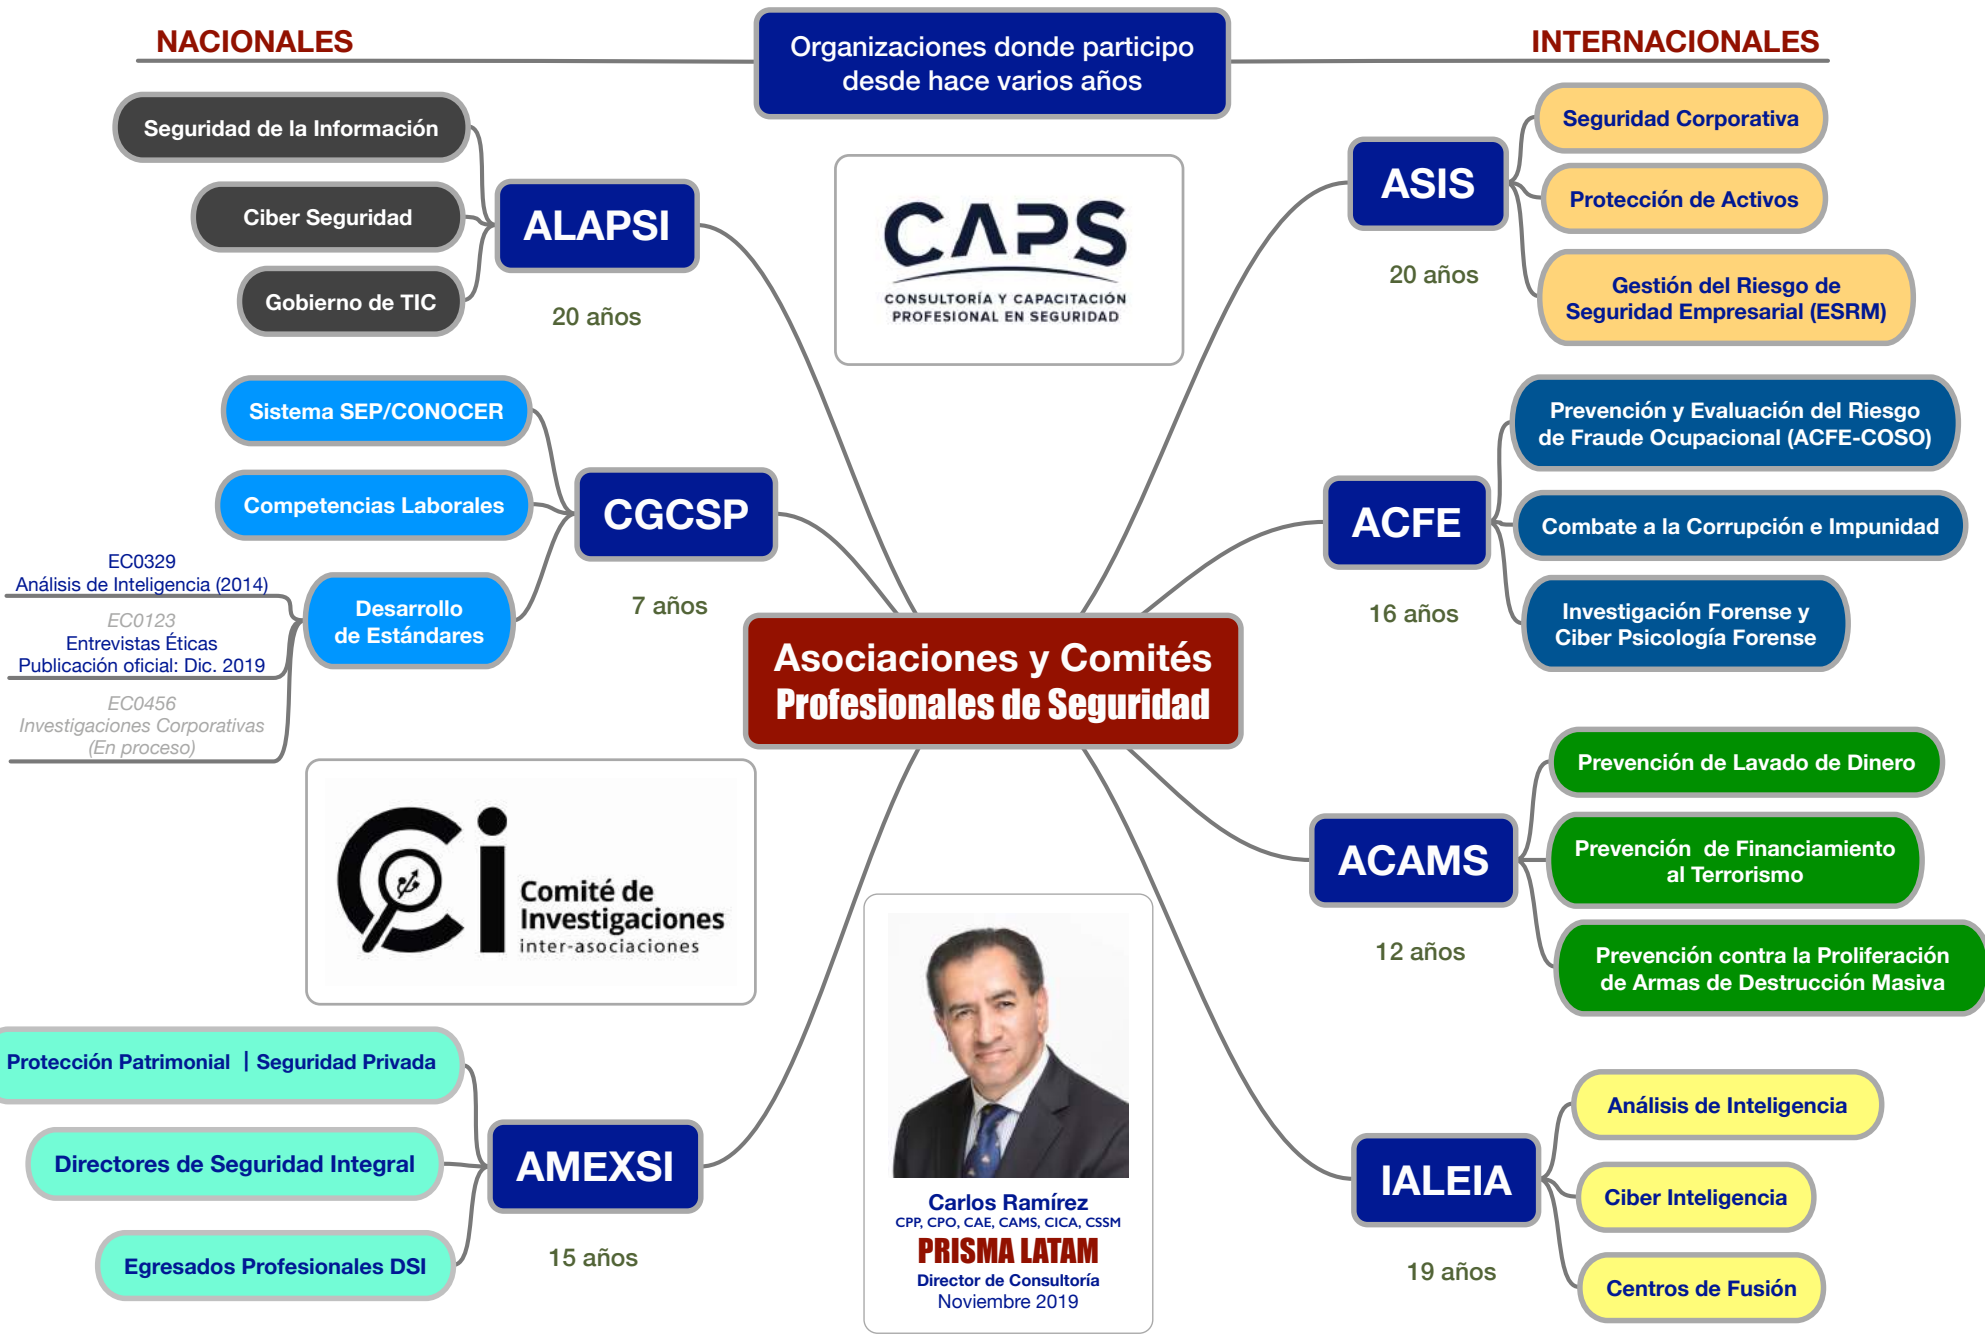 NACIONALES
Organizaciones donde participo
desde hace varios años
INTERNACIONALES
Seguridad de la Información
Ciber Seguridad
Gobierno de TIC
ALAPSI
20 años
CAPS
CONSULTORÍA Y CAPACITACIÓN
PROFESIONAL EN SEGURIDAD
ASIS
20 años
Seguridad Corporativa
Protección de Activos
Gestión del Riesgo de
Seguridad Empresarial (ESRM)
Sistema SEP/CONOCER
Competencias Laborales
Desarrollo
de Estándares
CGCSP
7 años
EC0329
Análisis de Inteligencia (2014)
EC0123
Entrevistas Éticas
Publicación oficial: Dic. 2019
EC0456
Investigaciones Corporativas
(En proceso)
ACFE
16 años
Prevención y Evaluación del Riesgo
de Fraude Ocupacional (ACFE-COSO)
Combate a la Corrupción e Impunidad
Investigación Forense y
Ciber Psicología Forense
Asociaciones y Comités
Profesionales de Seguridad
Ci
Comité de
Investigaciones
inter-asociaciones
ACAMS
12 años
Prevención de Lavado de Dinero
Prevención  de Financiamiento
al Terrorismo
Prevención contra la Proliferación
de Armas de Destrucción Masiva
Protección Patrimonial | Seguridad Privada
Directores de Seguridad Integral
Egresados Profesionales DSI
AMEXSI
15 años
Carlos Ramírez
CPP, CPO, CAE, CAMS, CICA, CSSM
PRISMA LATAM
Director de Consultoría
Noviembre 2019
IALEIA
19 años
Análisis de Inteligencia
Ciber Inteligencia
Centros de Fusión